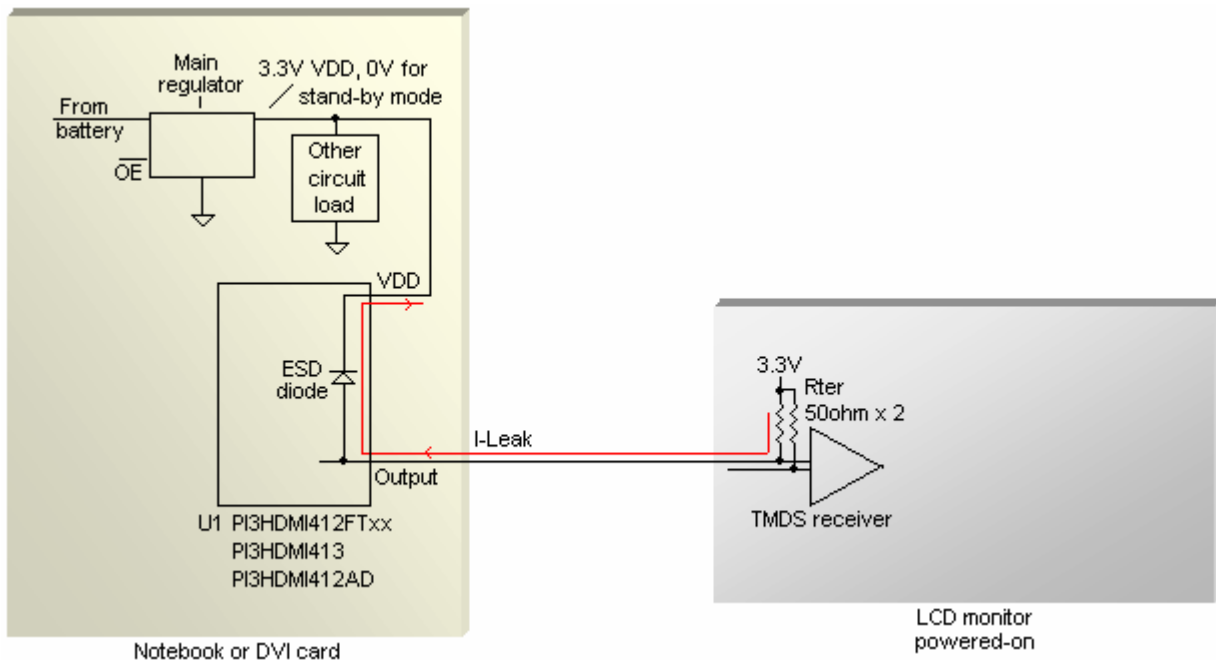 Main
regulator
3.3V VDD, 0V for
stand-by mode
From
battery
OE
Other
circuit
load
VDD
ESD
diode
I-Leak
Output
U1 PI3HDMI412FTxx
PI3HDMI413
PI3HDMI412AD
Notebook or DVI card
3.3V
Rter
50ohm x 2
TMDS receiver
LCD monitor
powered-on